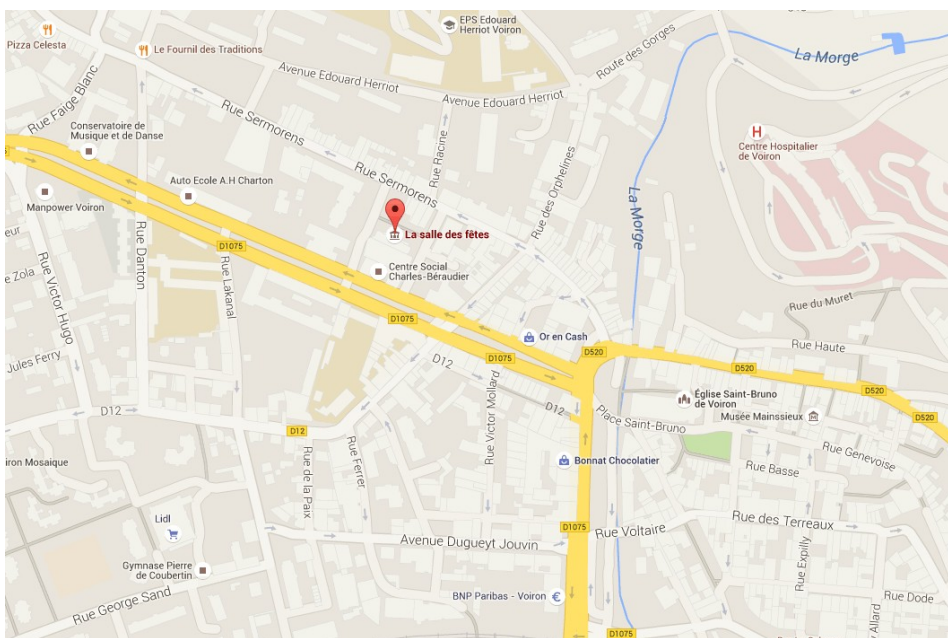 EPS Edouard
Herriot Voiron
Pizza Celesta
Le Fournil des Traditions
Route des Gorges
La Morge
Avenue Edouard Herriot
Avenue Edouard Herriot
Rue Faige Blanc
Conservatoire de
Musique et de Danse
Rue Sermorens
Rue Racine
Rue Sermorens
Rue des Orphelines
Centre Hospitalier
de Voiron
Auto Ecole A.H Charton
Manpower Voiron
La Morge
La salle des fêtes
D1075
Rue Danton
Rue Lakanal
Rue Victor Hugo
e Zola
eur
Centre Social
Charles-Béraudier
D1075
Rue du Muret
Or en Cash
Rue Haute
D520
D1075
D12
D520
D520
Jules Ferry
Rue Victor Mollard
Église Saint-Bruno
de Voiron
Musée Mainssieux
Place Saint-Bruno
D12
D12
D12
Rue Genevoise
Rue de la Paix
Rue Ferrer
Bonnat Chocolatier
Rue Basse
iron Mosaique
Lidl
D1075
Rue Voltaire
Rue des Terreaux
Avenue Dugueyt Jouvin
Rue Expilly
Gymnase Pierre
de Coubertin
Rue George Sand
BNP Paribas - Voiron
Rue Dode
Allard
D1075